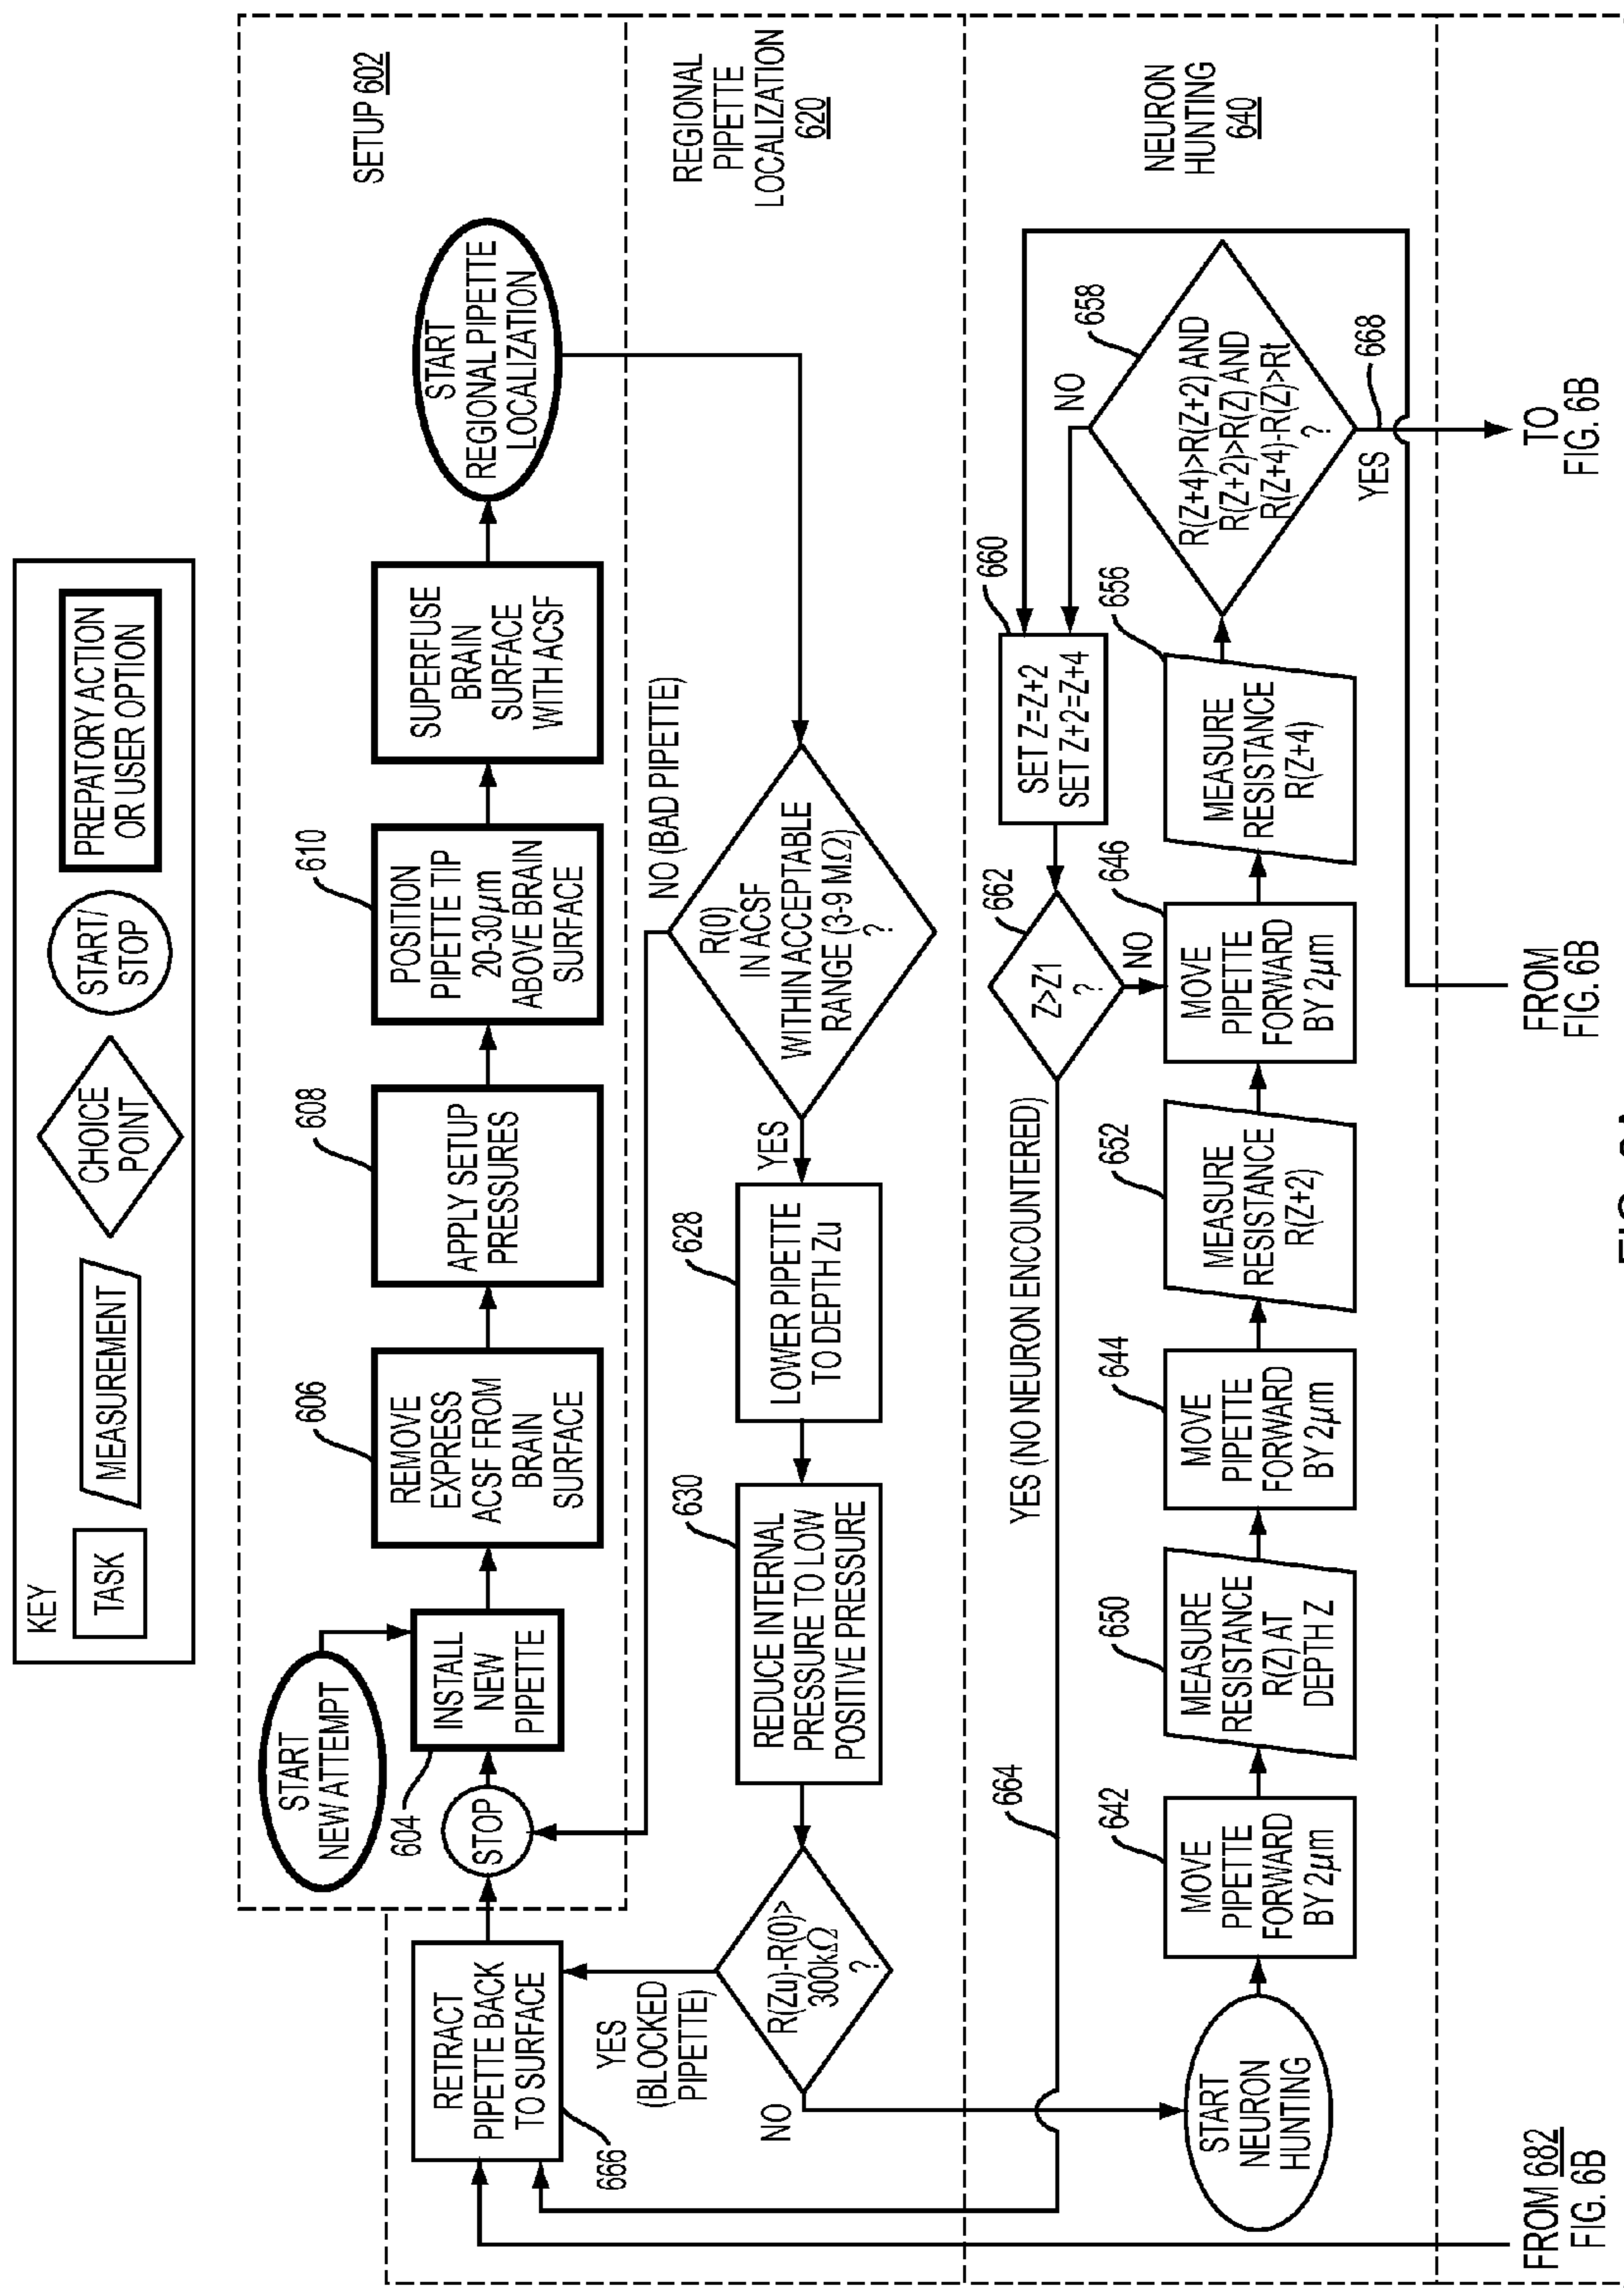 KEY
TASK
MEASUREMENT
CHOICE
POINT
START/
STOP
PREPATORY ACTION
OR USER OPTION
SETUP 602
START
NEW ATTEMPT
604
STOP
INSTALL
NEW
PIPETTE
606
REMOVE
EXPRESS
ACSF FROM
BRAIN
SURFACE
608
APPLY SETUP
PRESSURES
610
POSITION
PIPETTE TIP
20-30µm
ABOVE BRAIN
SURFACE
SUPERFUSE
BRAIN
SURFACE
WITH ACSF
START
REGIONAL PIPETTE
LOCALIZATION
REGIONAL
PIPETTE
LOCALIZATION
620
NO (BAD PIPETTE)
R(0)
IN ACSF
WITHIN ACCEPTABLE
RANGE (3-9 MΩ)
?
YES
628
LOWER PIPETTE
TO DEPTH Zu
630
REDUCE INTERNAL
PRESSURE TO LOW
POSITIVE PRESSURE
R(Zu)-R(0)>
300kΩ
?
YES
(BLOCKED
PIPETTE)
NO
RETRACT
PIPETTE BACK
TO SURFACE
666
NEURON
HUNTING
640
START
NEURON
HUNTING
642
MOVE
PIPETTE
FORWARD
BY 2µm
650
MEASURE
RESISTANCE
R(Z) AT
DEPTH Z
644
MOVE
PIPETTE
FORWARD
BY 2µm
652
MEASURE
RESISTANCE
R(Z+2)
646
MOVE
PIPETTE
FORWARD
BY 2µm
656
MEASURE
RESISTANCE
R(Z+4)
658
R(Z+4)>R(Z+2) AND
R(Z+2)>R(Z) AND
R(Z+4)-R(Z)>Rt
?
NO
YES
668
660
SET Z=Z+2
SET Z+2=Z+4
662
Z>Z1
?
NO
YES (NO NEURON ENCOUNTERED)
664
FROM 682
FIG. 6B
FROM
FIG. 6B
TO
FIG. 6B